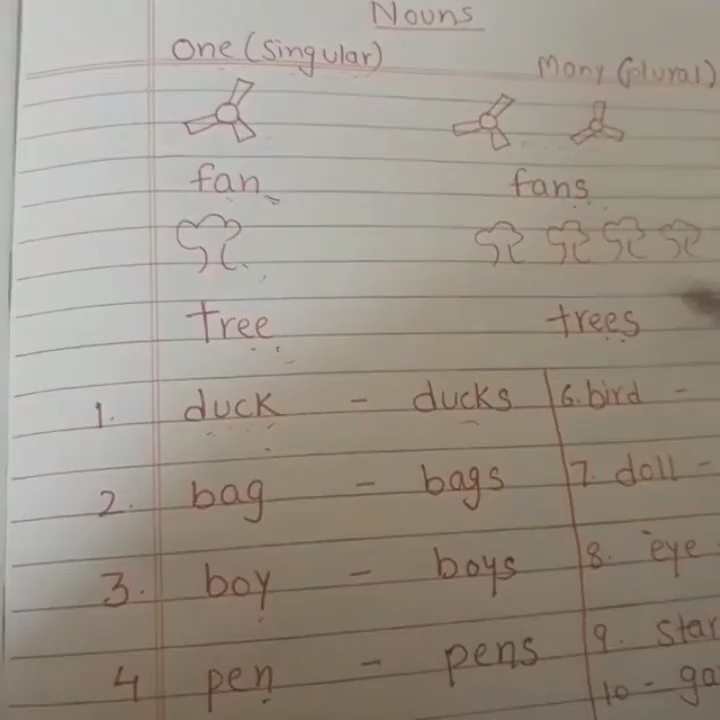 Nouns
One (singular) Many (plural)
fan fans
tree trees
1. duck - ducks 6. bird -
2. bag - bags 7. doll -
3. boy - boys 8. eye
4 pen - pens 9. star
10 -